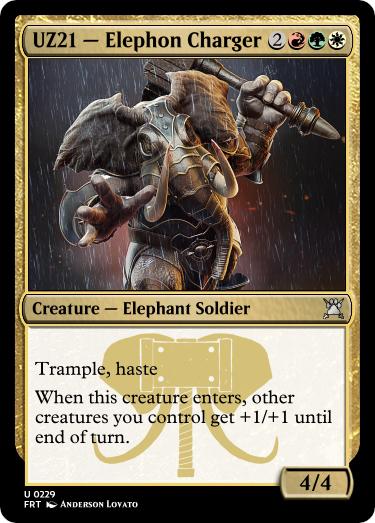 UZ21 — Elephon Charger 2
Creature — Elephant Soldier
Trample, haste
When this creature enters, other
creatures you control get +1/+1 until
end of turn.
4/4
U 0229
FRT Anderson Lovato